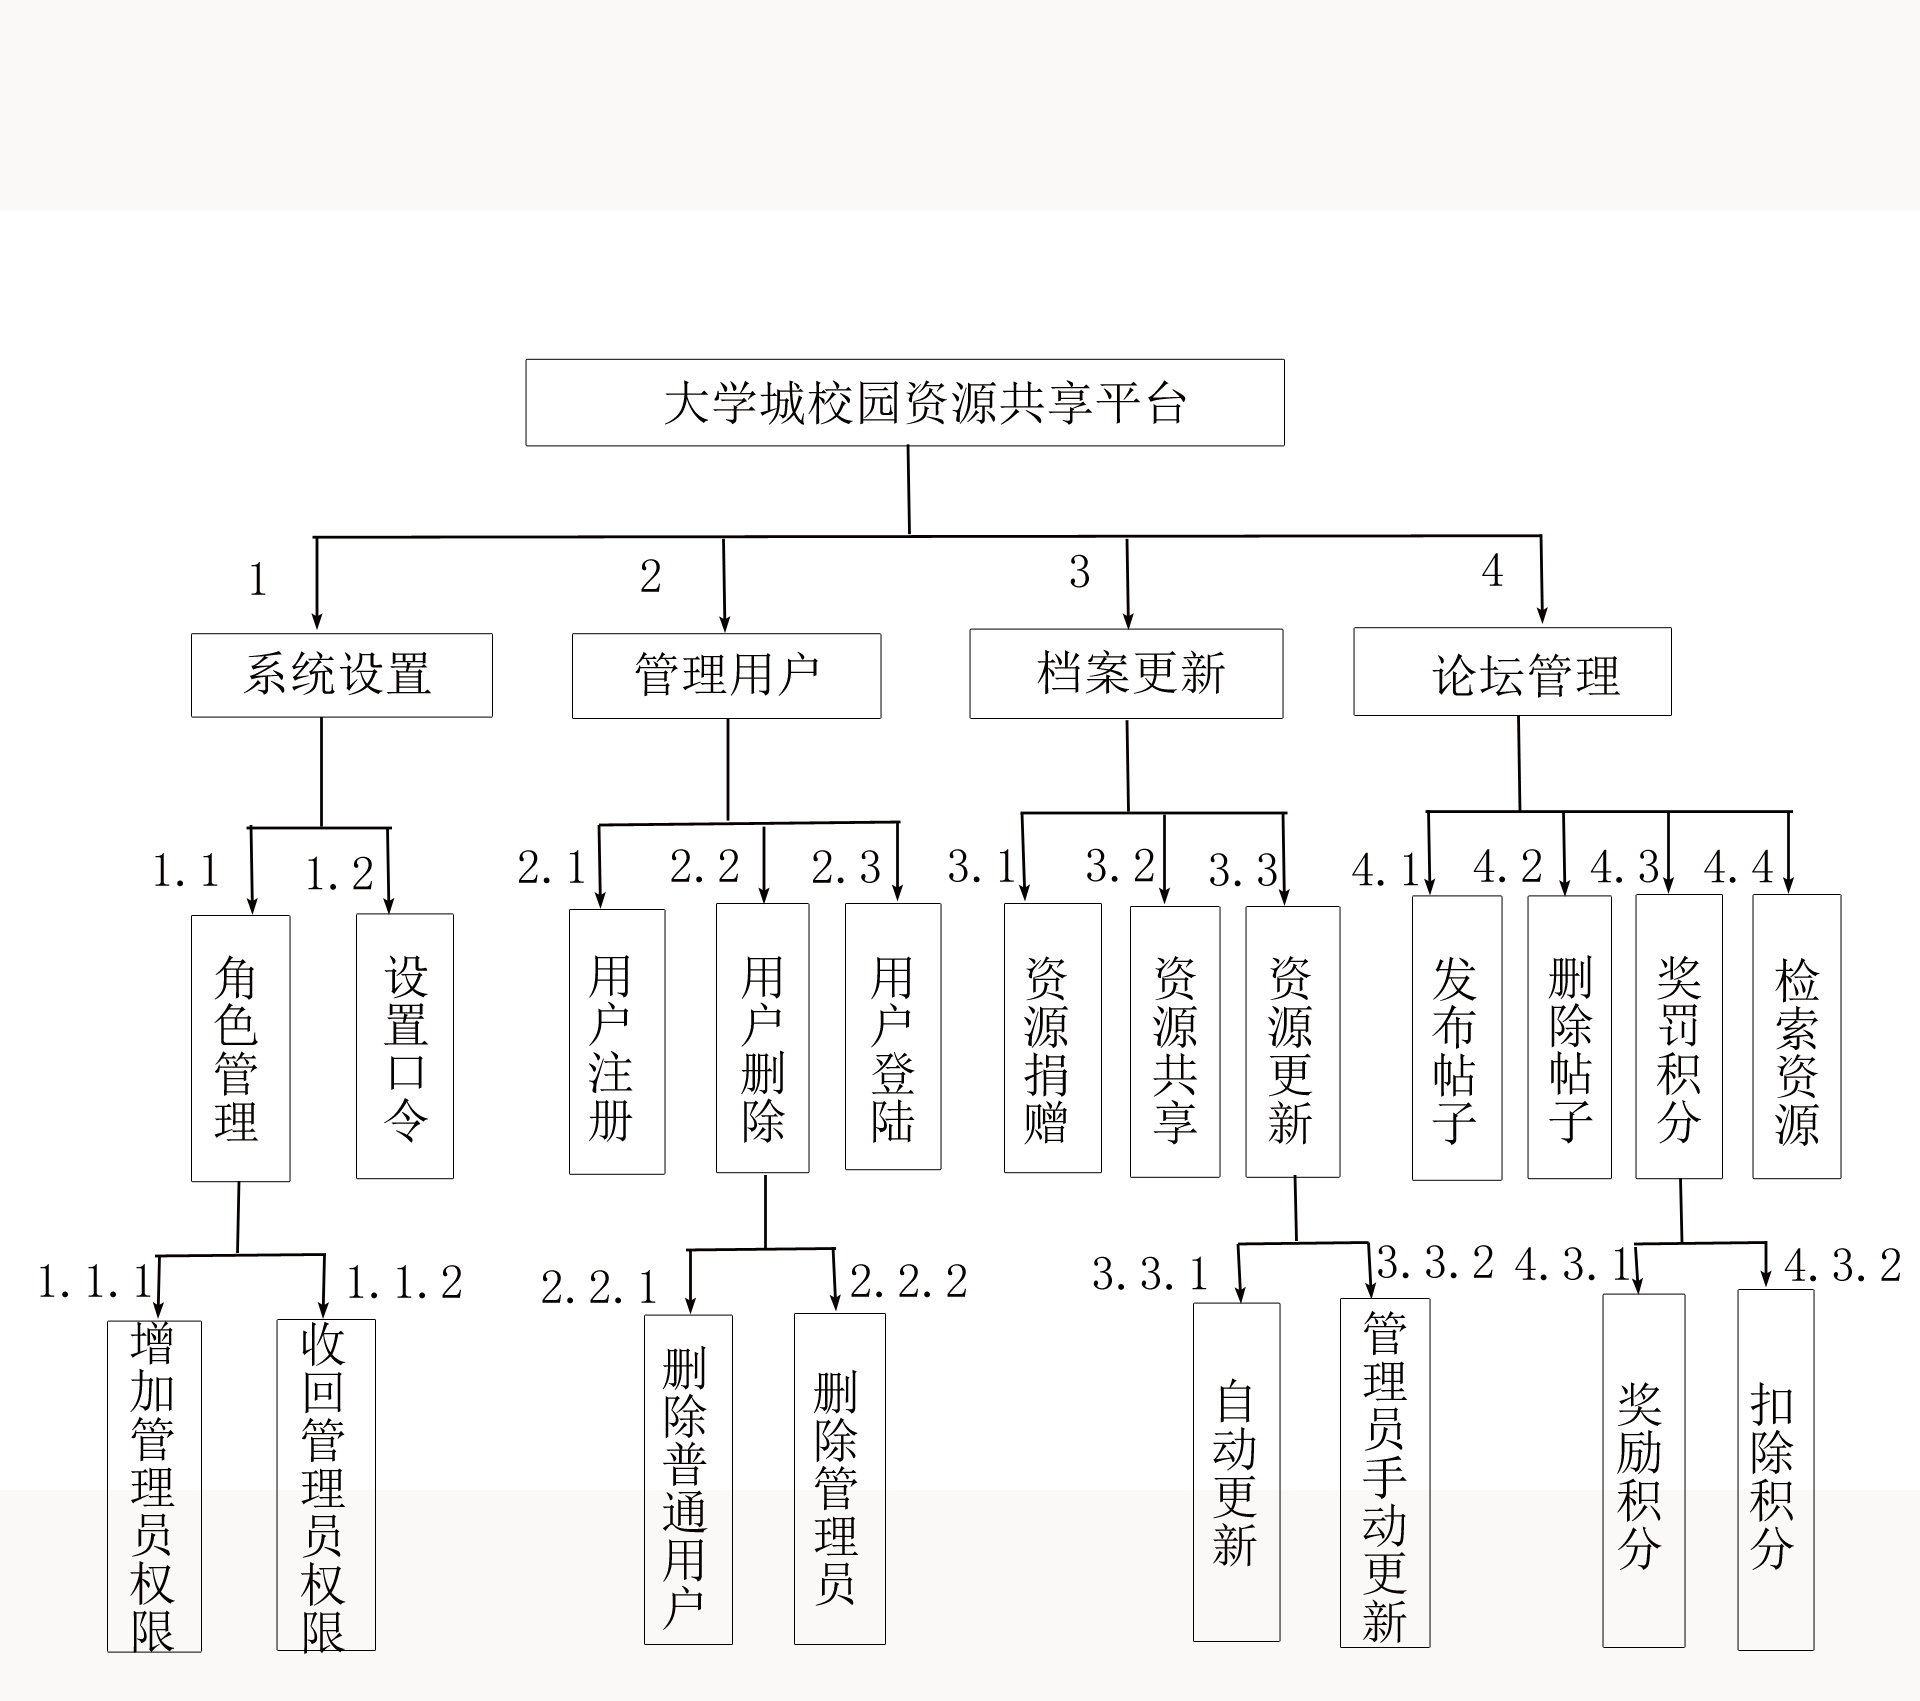 大学城校园资源共享平台
1
2
3
4
系统设置
管理用户
档案更新
论坛管理
1.1
1.2
2.1
2.2
2.3
3.1
3.2
3.3
4.1
4.2
4.3
4.4
角色管理
设置口令
用户注册
用户删除
用户登陆
资源捐赠
资源共享
资源更新
发布帖子
删除帖子
奖罚积分
检索资源
1.1.1
1.1.2
2.2.1
2.2.2
3.3.1
3.3.2
4.3.1
4.3.2
增加管理员权限
收回管理员权限
删除普通用户
删除管理员
自动更新
管理员手动更新
奖励积分
扣除积分